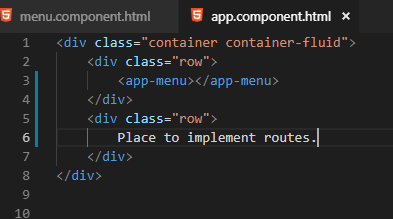 menu.component.html app.component.html
1 <div class="container container-fluid">
2     <div class="row">
3         <app-menu></app-menu>
4     </div>
5     <div class="row">
6         Place to implement routes.
7     </div>
8 </div>
9
10